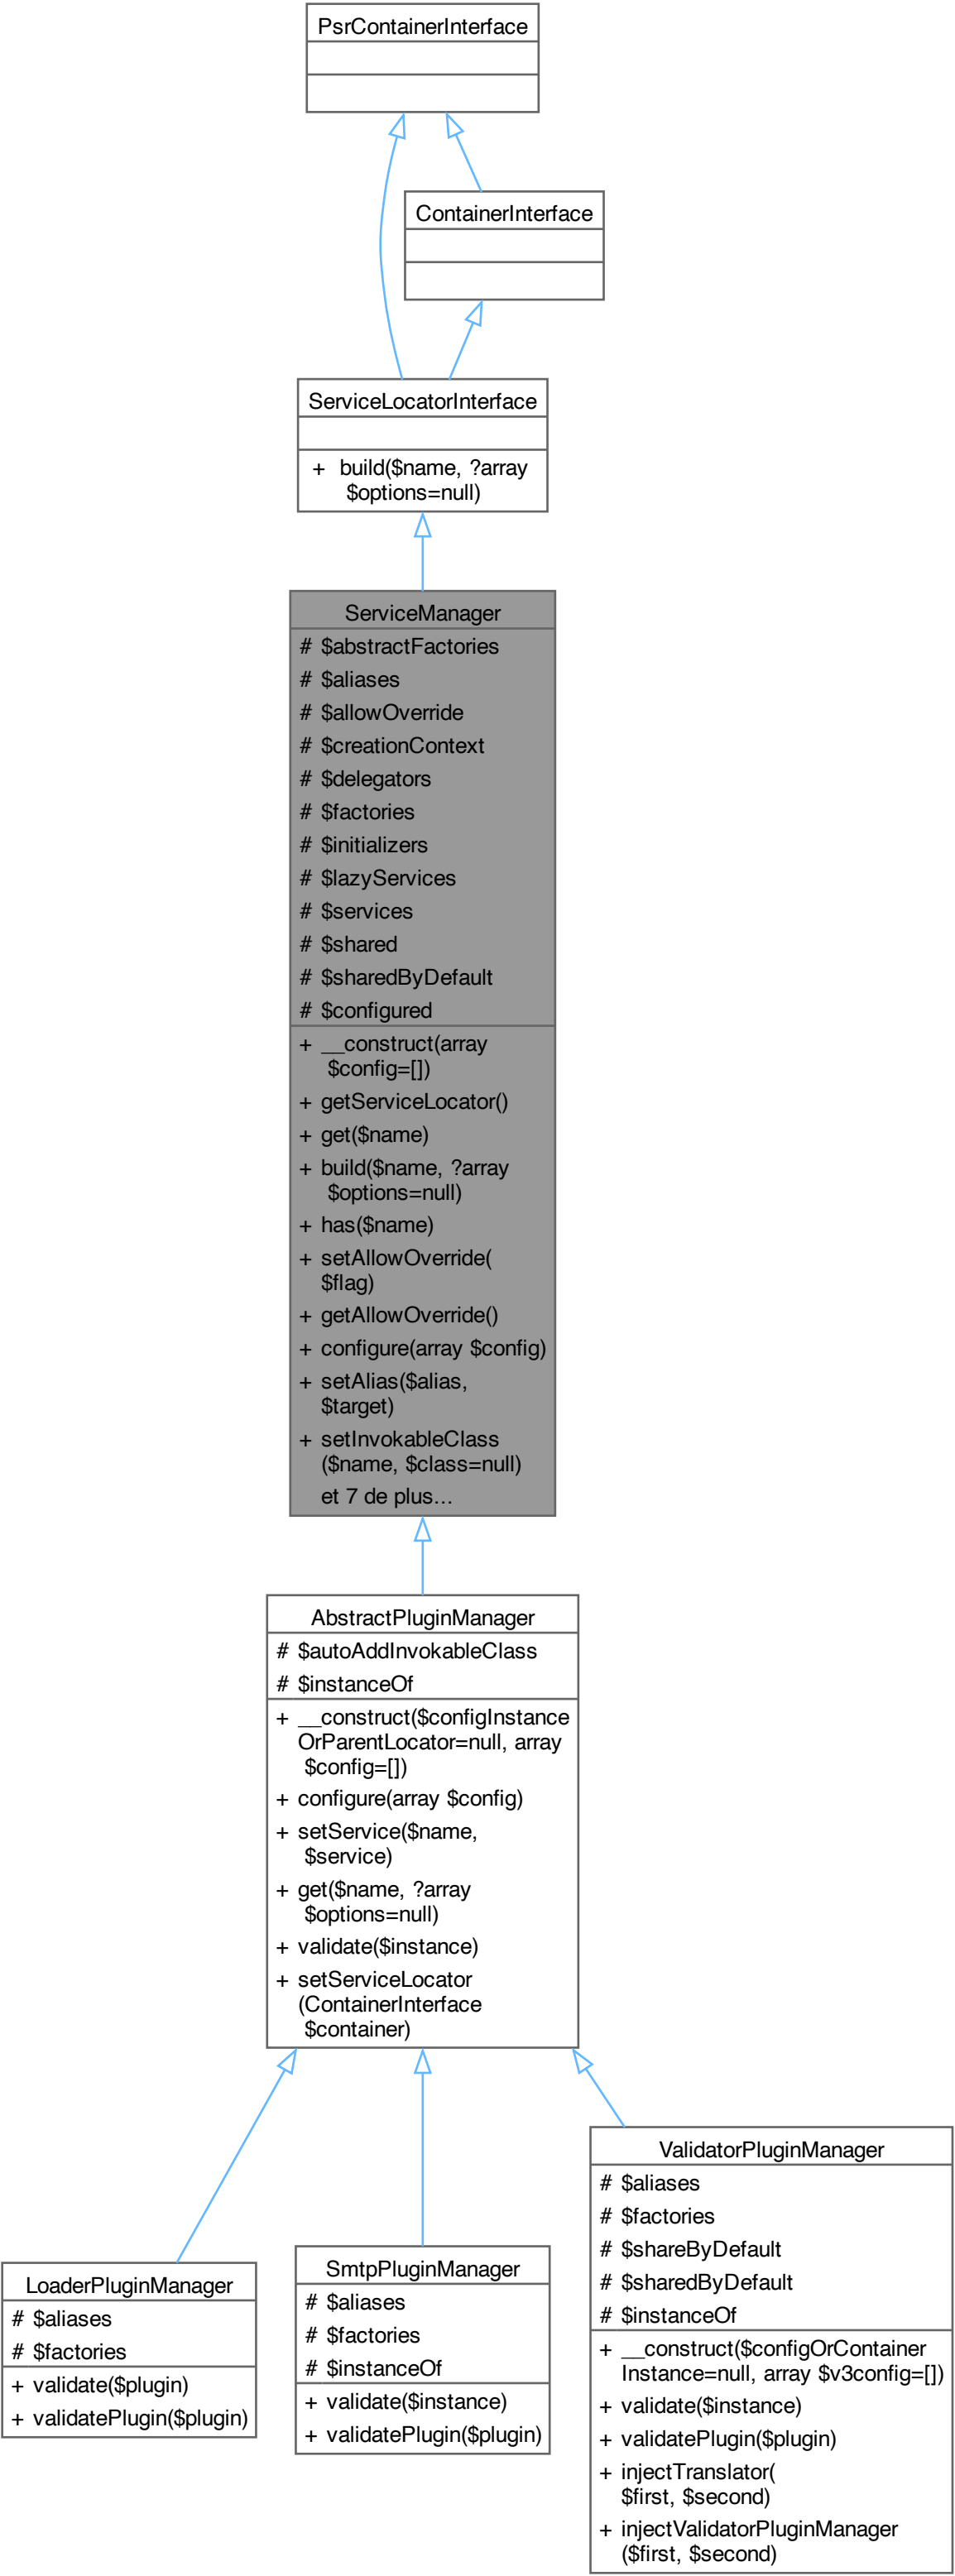 PsrContainerInterface
ContainerInterface
ServiceLocatorInterface
+ build($name, ?array
$options=null)
ServiceManager
# $abstractFactories
# $aliases
# $allowOverride
# $creationContext
# $delegators
# $factories
# $initializers
# $lazyServices
# $services
# $shared
# $sharedByDefault
# $configured
+ __construct(array
$config=[])
+ getServiceLocator()
+ get($name)
+ build($name, ?array
$options=null)
+ has($name)
+ setAllowOverride(
$flag)
+ getAllowOverride()
+ configure(array $config)
+ setAlias($alias,
$target)
+ setInvokableClass
($name, $class=null)
et 7 de plus...
AbstractPluginManager
# $autoAddInvokableClass
# $instanceOf
+ __construct($configInstance
OrParentLocator=null, array
$config=[])
+ configure(array $config)
+ setService($name,
$service)
+ get($name, ?array
$options=null)
+ validate($instance)
+ setServiceLocator
(ContainerInterface
$container)
LoaderPluginManager
# $aliases
# $factories
+ validate($plugin)
+ validatePlugin($plugin)
SmtpPluginManager
# $aliases
# $factories
# $instanceOf
+ validate($instance)
+ validatePlugin($plugin)
ValidatorPluginManager
# $aliases
# $factories
# $shareByDefault
# $sharedByDefault
# $instanceOf
+ __construct($configOrContainer
Instance=null, array $v3config=[])
+ validate($instance)
+ validatePlugin($plugin)
+ injectTranslator(
$first, $second)
+ injectValidatorPluginManager
($first, $second)